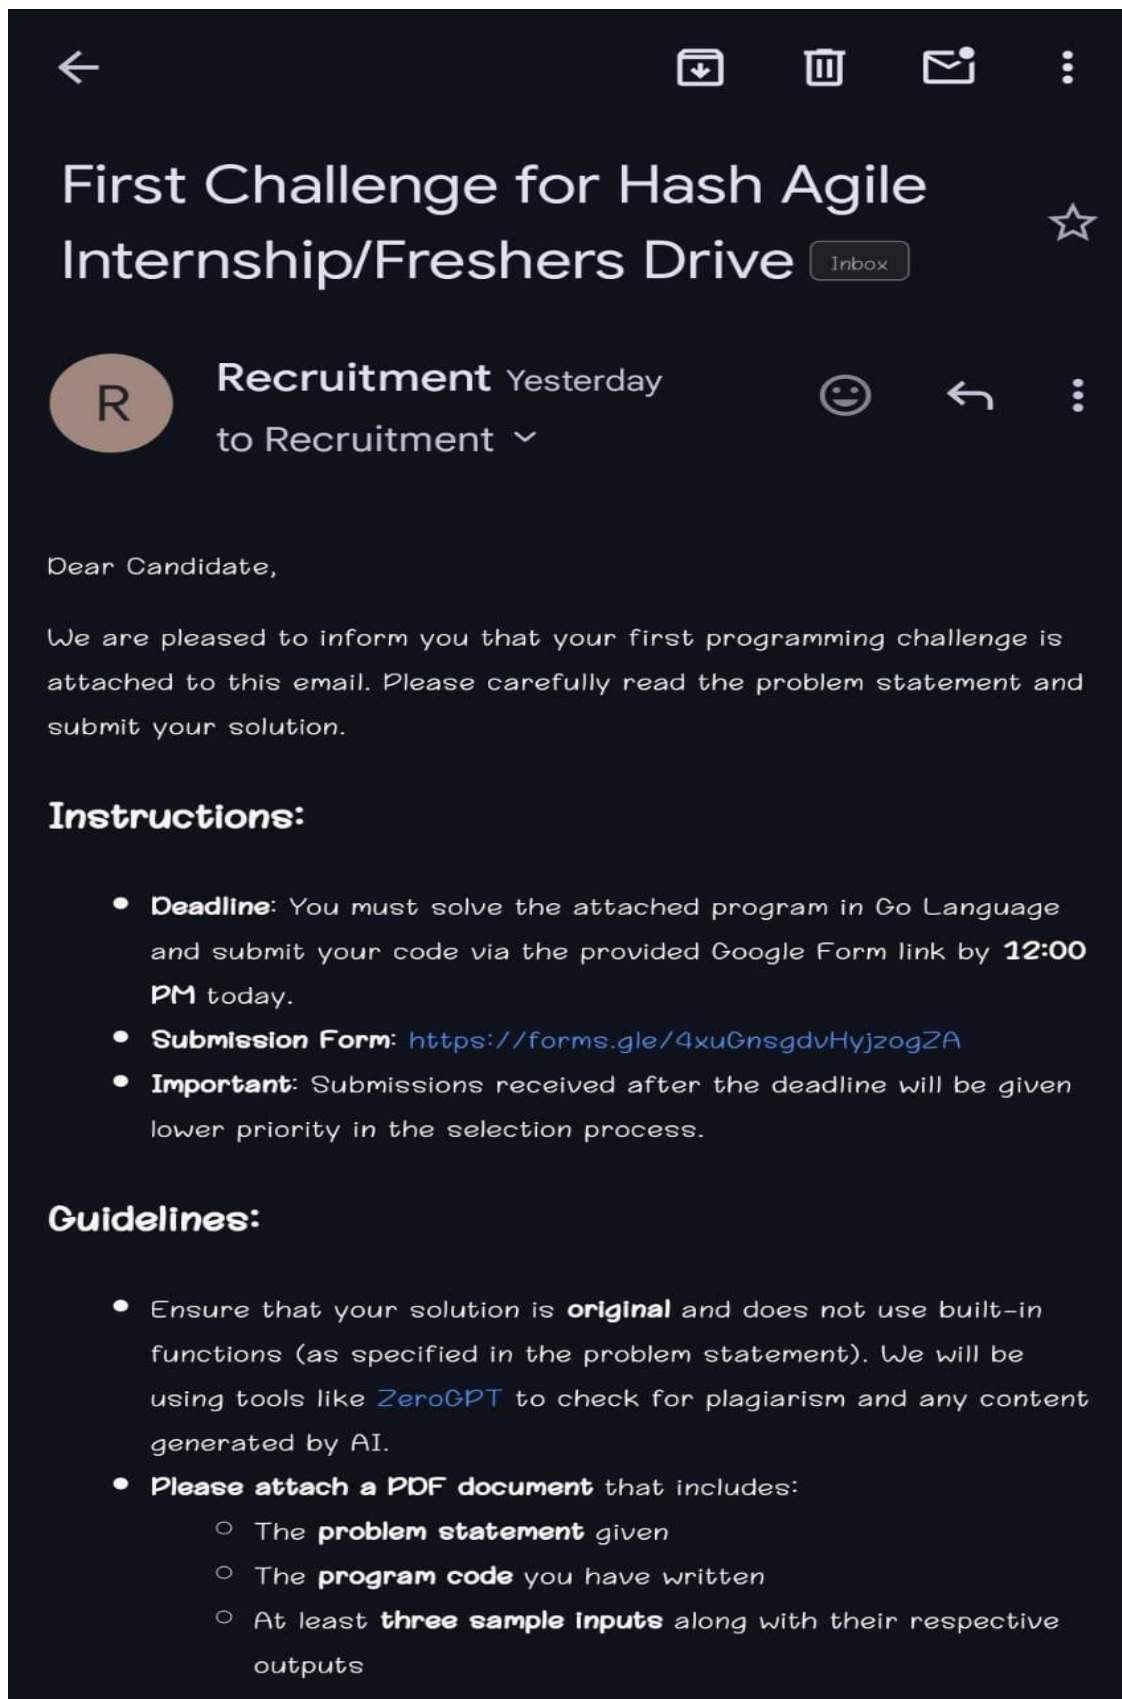 First Challenge for Hash Agile
Internship/Freshers Drive Inbox
R
Recruitment Yesterday
to Recruitment
Dear Candidate,
We are pleased to inform you that your first programming challenge is
attached to this email. Please carefully read the problem statement and
submit your solution.
Instructions:
• Deadline: You must solve the attached program in Go Language
and submit your code via the provided Google Form link by 12:00
PM today.
• Submission Form: https://forms.gle/4xuGnsgdvHyjzogZA
• Important: Submissions received after the deadline will be given
lower priority in the selection process.
Guidelines:
• Ensure that your solution is original and does not use built-in
functions (as specified in the problem statement). We will be
using tools like ZeroGPT to check for plagiarism and any content
generated by AI.
• Please attach a PDF document that includes:
○ The problem statement given
○ The program code you have written
○ At least three sample inputs along with their respective
outputs